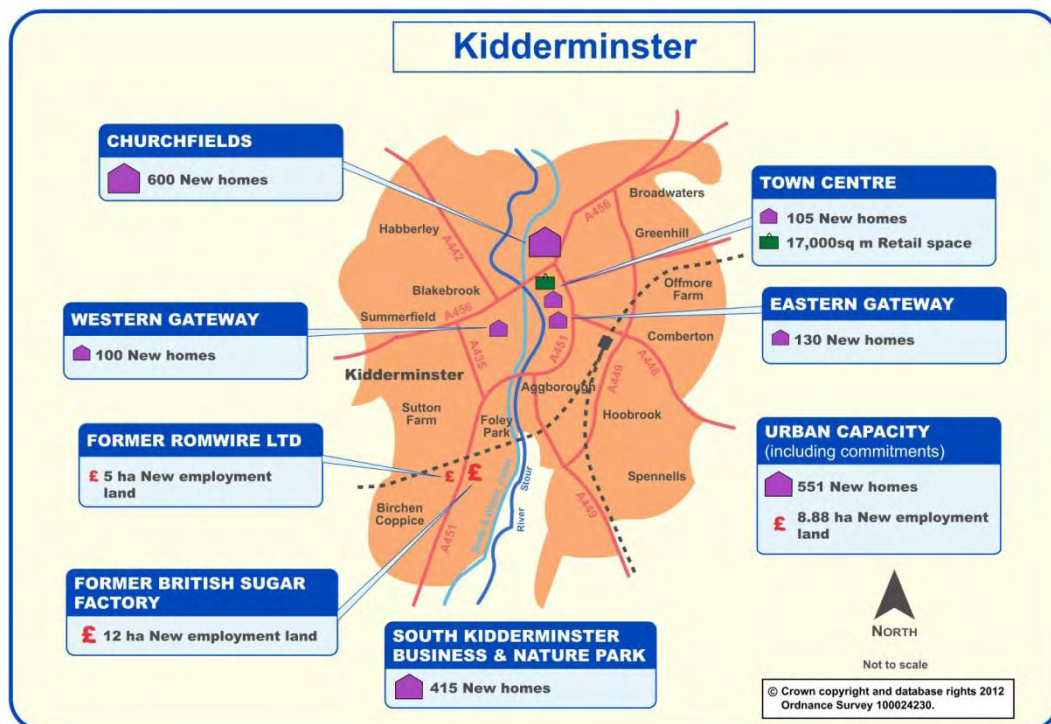 Kidderminster
CHURCHFIELDS
600 New homes
TOWN CENTRE
105 New homes
17,000sq m Retail space
WESTERN GATEWAY
100 New homes
EASTERN GATEWAY
130 New homes
FORMER ROMWIRE LTD
£ 5 ha New employment
land
URBAN CAPACITY
(including commitments)
551 New homes
£ 8.88 ha New employment
land
FORMER BRITISH SUGAR
FACTORY
£ 12 ha New employment land
SOUTH KIDDERMINSTER
BUSINESS & NATURE PARK
415 New homes
Broadwaters
A456
Habberley
Greenhill
A442
Offmore
Farm
Blakebrook
A456
Summerfield
Comberton
A451
A435
Kidderminster
Aggborough
A449
A448
Sutton
Farm
Foley
Park
Hoobrook
£
£
Spennells
Birchen
Coppice
River Stour
A449
A451
NORTH
Not to scale
© Crown copyright and database rights 2012
Ordnance Survey 100024230.